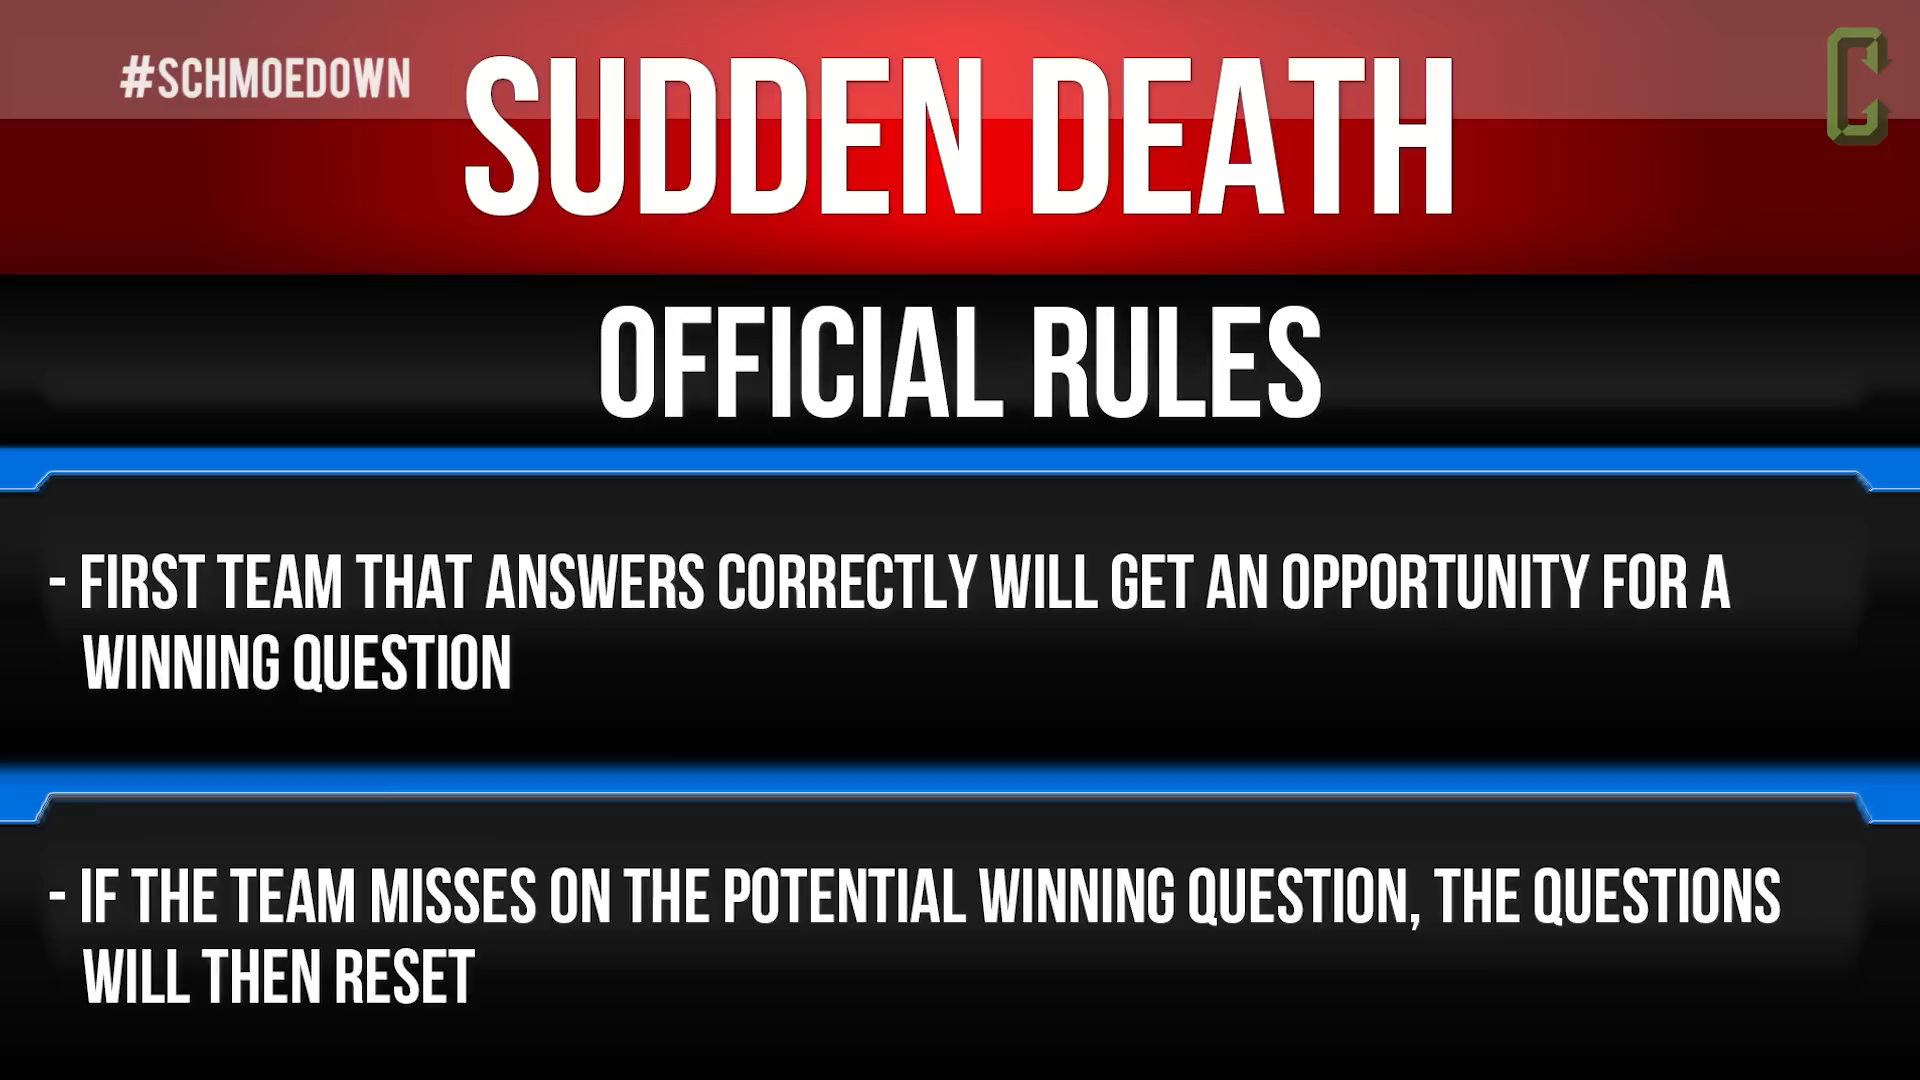 #SCHMOEDOWN
SUDDEN DEATH
OFFICIAL RULES
- FIRST TEAM THAT ANSWERS CORRECTLY WILL GET AN OPPORTUNITY FOR A
WINNING QUESTION
- IF THE TEAM MISSES ON THE POTENTIAL WINNING QUESTION, THE QUESTIONS
WILL THEN RESET